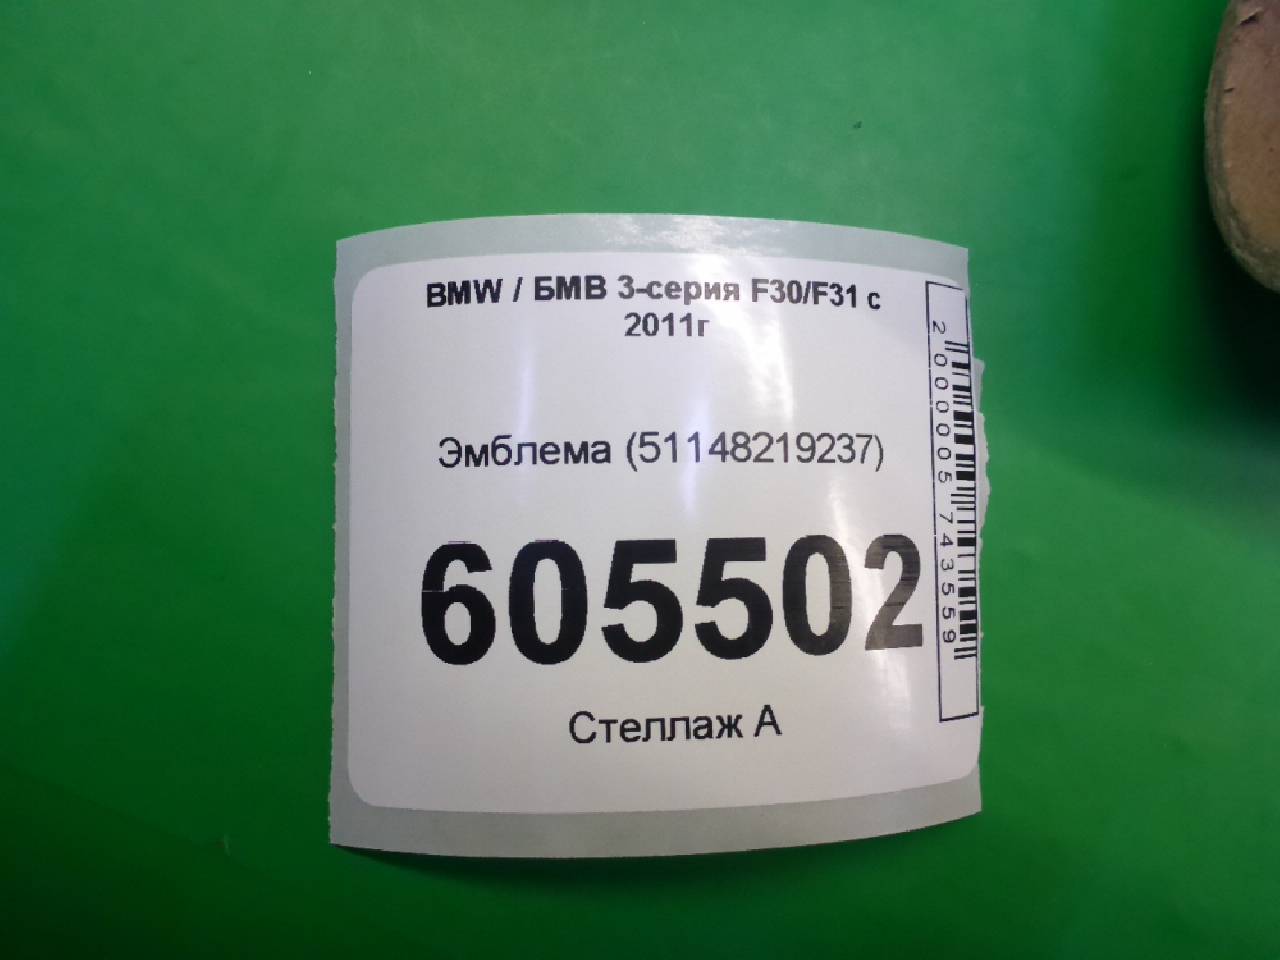 BMW / БМВ 3-серия F30/F31 с
2011г
Эмблема (51148219237)
605502
Стеллаж А
2000005743559